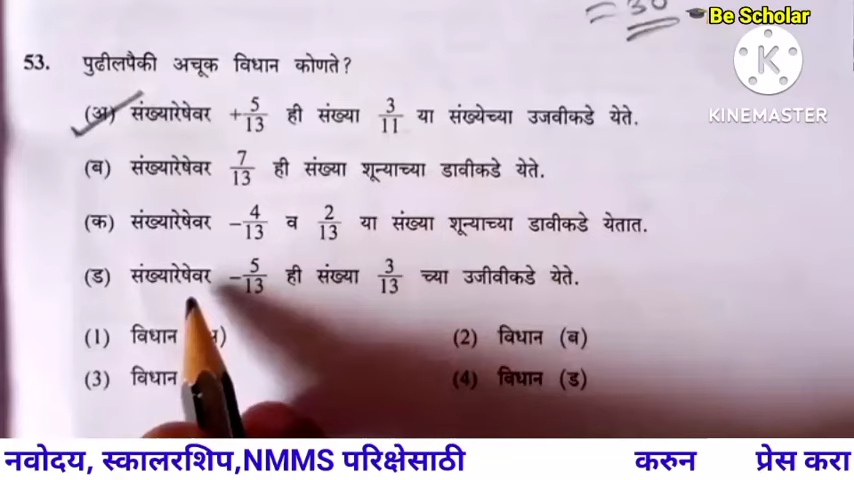 = 30
Be Scholar
KINEMASTER
53. पुढीलपैकी अचूक विधान कोणते?
(अ) संख्यारेषेवर +5/13 ही संख्या 3/11 या संख्येच्या उजवीकडे येते.
(ब) संख्यारेषेवर 7/13 ही संख्या शून्याच्या डावीकडे येते.
(क) संख्यारेषेवर -4/13 व 2/13 या संख्या शून्याच्या डावीकडे येतात.
(ड) संख्यारेषेवर -5/13 ही संख्या 3/13 च्या उजीवीकडे येते.
(1) विधान
(2) विधान (ब)
(3) विधान
(4) विधान (ड)
नवोदय, स्कालरशिप,NMMS परिक्षेसाठी करुन प्रेस करा